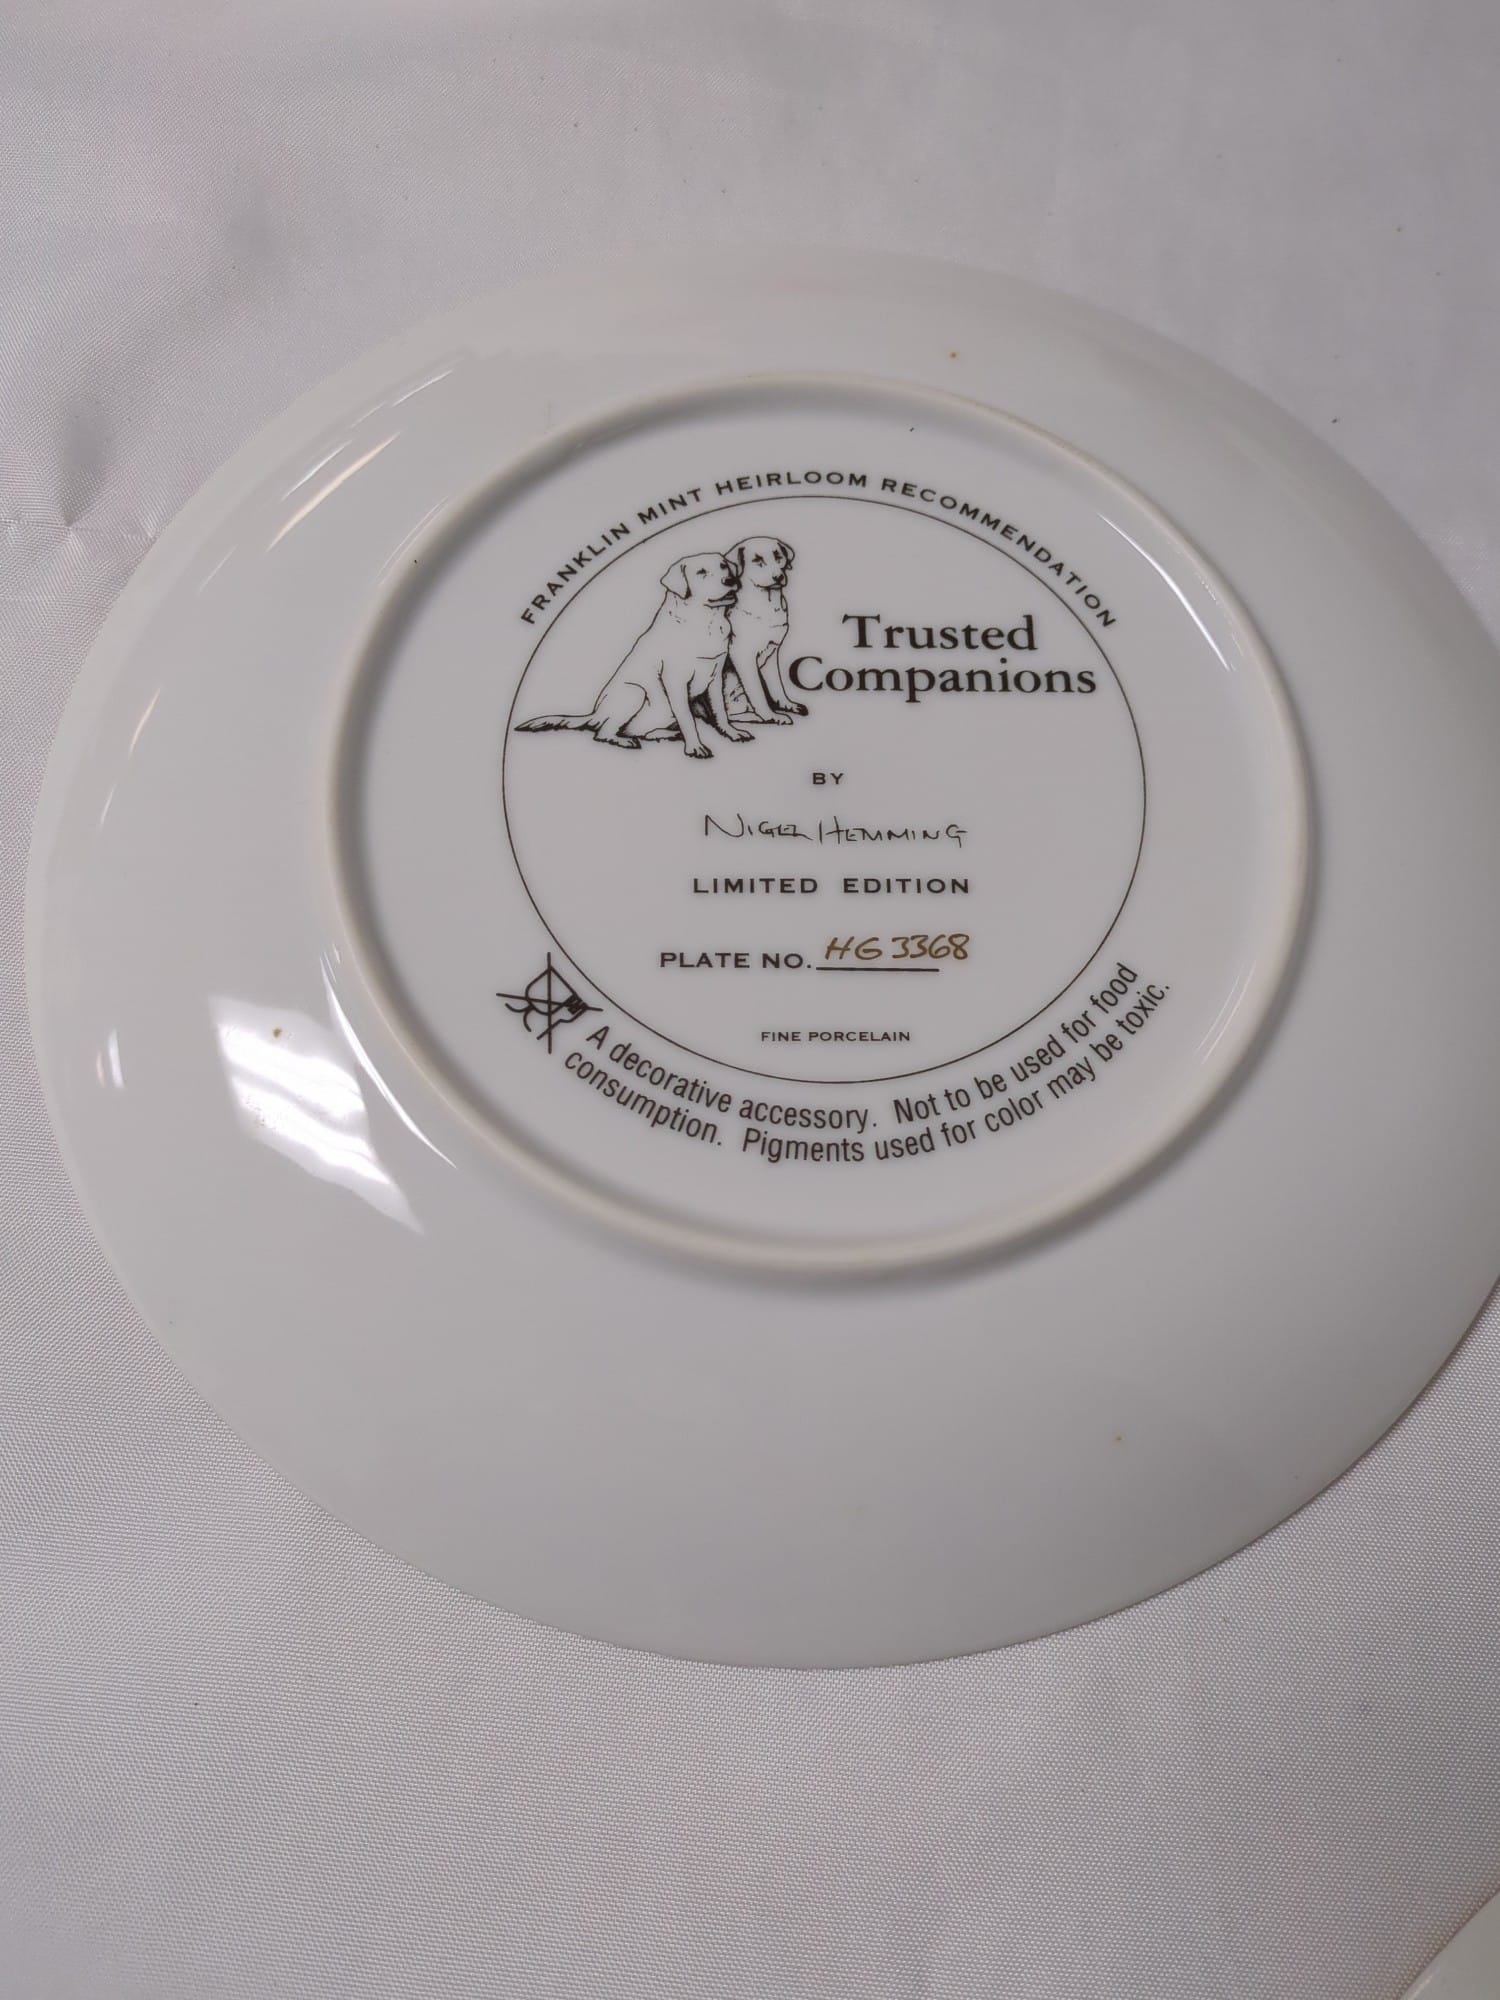 FRANKLIN MINT HEIRLOOM RECOMMENDATION
Trusted
Companions
BY
NIGEL HEMMING
LIMITED EDITION
PLATE NO. HG 3368
FINE PORCELAIN
A decorative accessory. Not to be used for food
consumption. Pigments used for color may be toxic.